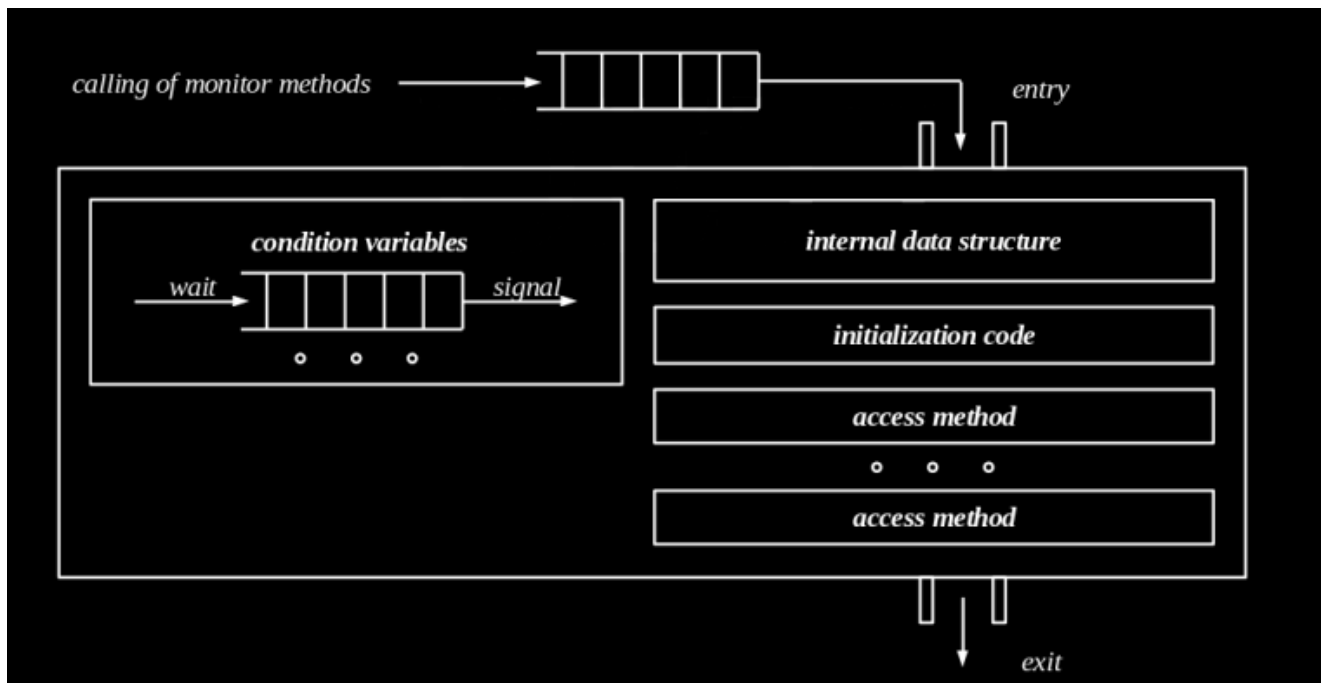 calling of monitor methods
entry
condition variables
wait
signal
internal data structure
initialization code
access method
access method
exit